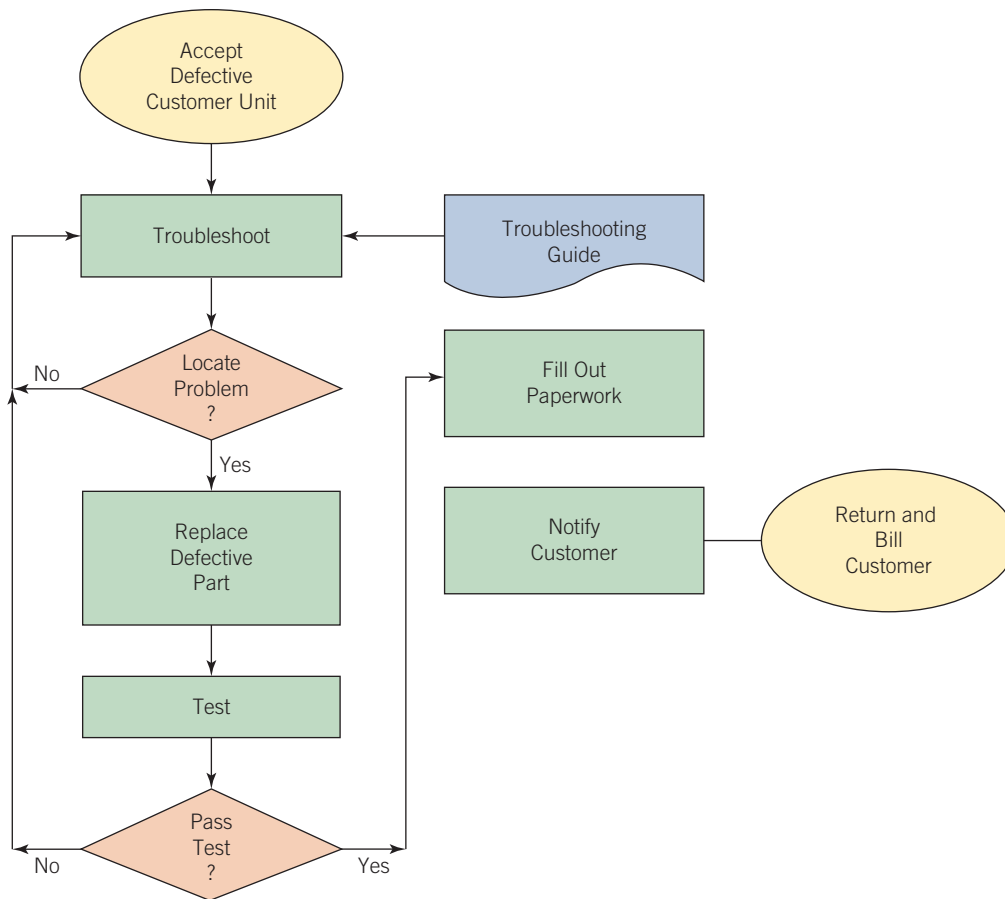 Accept
Defective
Customer Unit
Troubleshoot
Troubleshooting
Guide
No
Locate
Problem
?
Yes
Fill Out
Paperwork
Replace
Defective
Part
Notify
Customer
Return and
Bill
Customer
Test
No
Pass
Test
?
Yes